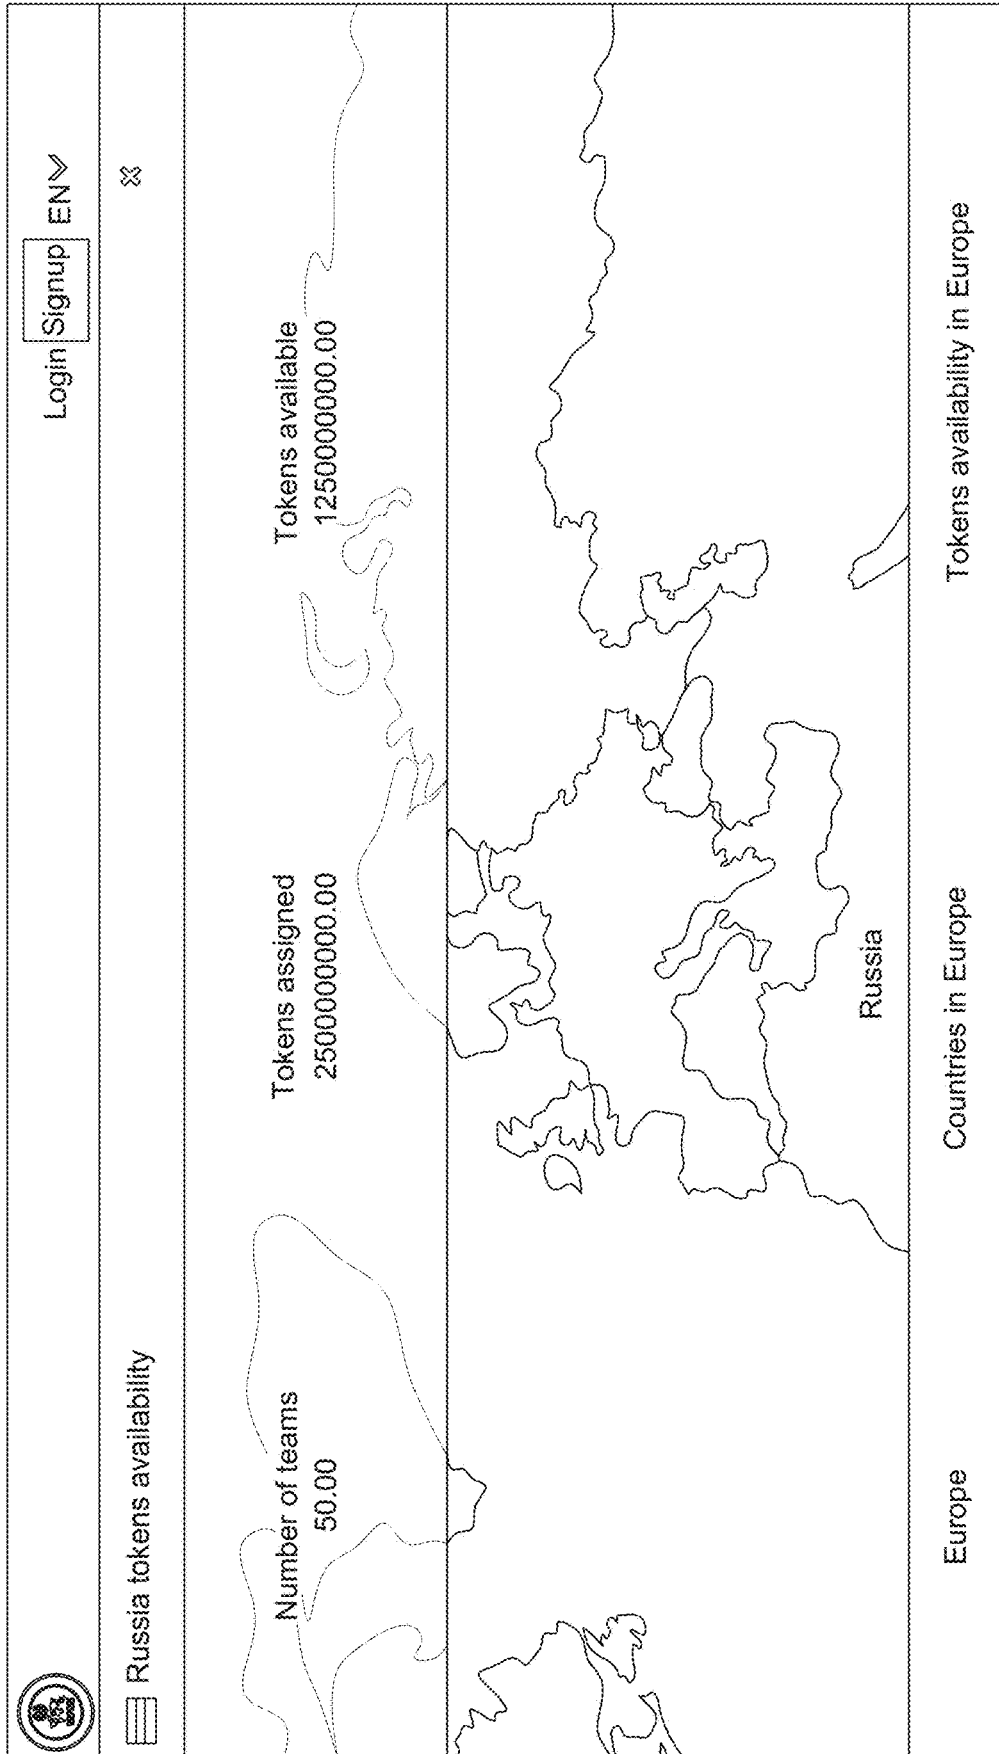 Login Signup EN
Russia tokens availability
Number of teams
50.00
Tokens assigned
2500000000.00
Tokens available
1250000000.00
Russia
Europe
Countries in Europe
Tokens availability in Europe